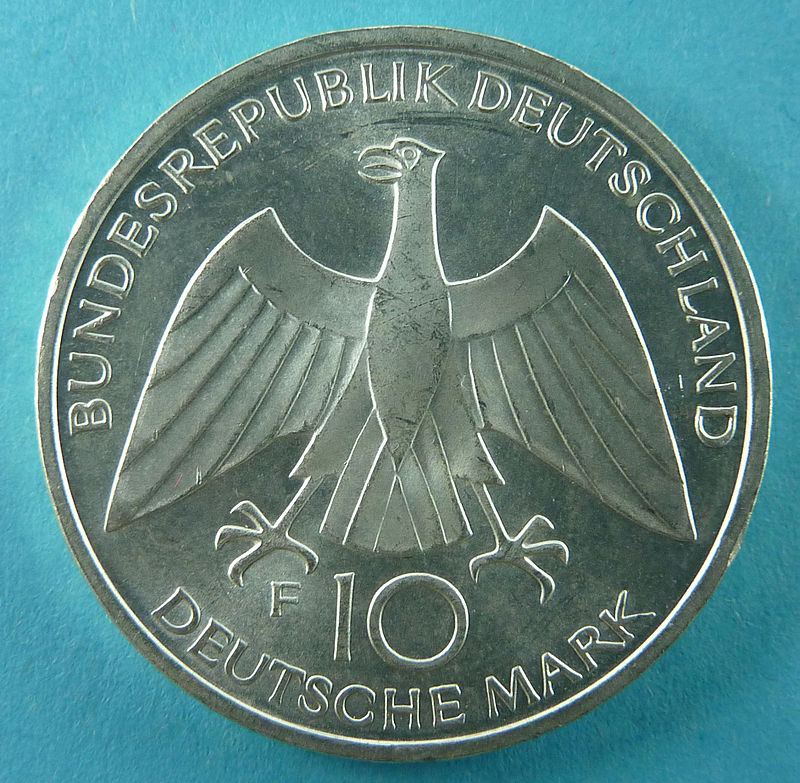 BUNDESREPUBLIK DEUTSCHLAND
F
10
DEUTSCHE MARK